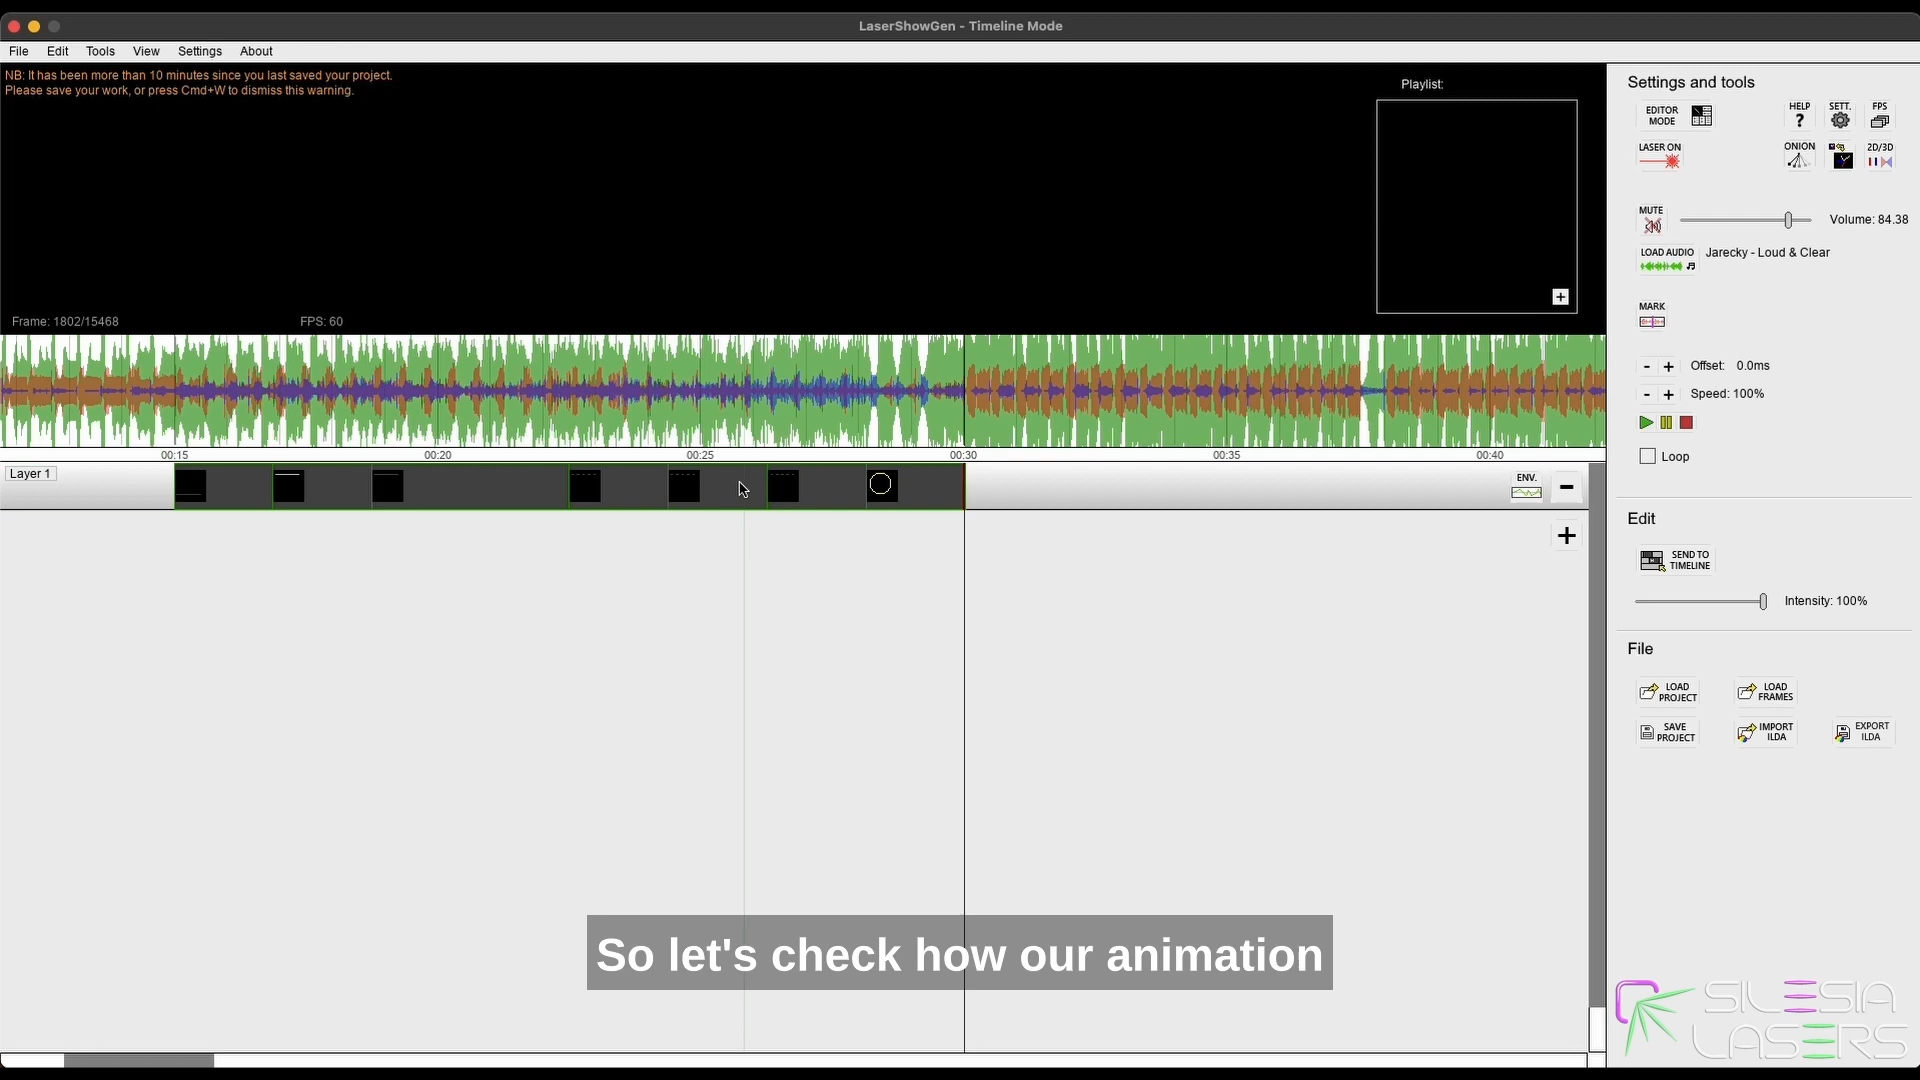 LaserShowGen - Timeline Mode
File Edit Tools View Settings About
NB: It has been more than 10 minutes since you last saved your project.
Please save your work, or press Cmd+W to dismiss this warning.
Playlist:
Frame: 1802/15468
FPS: 60
00:15 00:20 00:25 00:30 00:35 00:40
Layer 1
ENV.
Settings and tools
EDITOR
MODE
HELP
SETT.
FPS
LASER ON
ONION
2D/3D
MUTE
Volume: 84.38
LOAD AUDIO
Jarecky - Loud & Clear
MARK
- + Offset: 0.0ms
- + Speed: 100%
Loop
Edit
SEND TO
TIMELINE
Intensity: 100%
File
LOAD
PROJECT
LOAD
FRAMES
SAVE
PROJECT
IMPORT
ILDA
EXPORT
ILDA
So let's check how our animation
SILESIA
LASERS